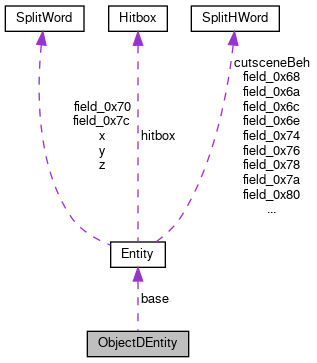 SplitWord
Hitbox
SplitHWord
field_0x70
field_0x7c
x
y
z
hitbox
cutsceneBeh
field_0x68
field_0x6a
field_0x6c
field_0x6e
field_0x74
field_0x76
field_0x78
field_0x7a
field_0x80
...
Entity
base
ObjectDEntity